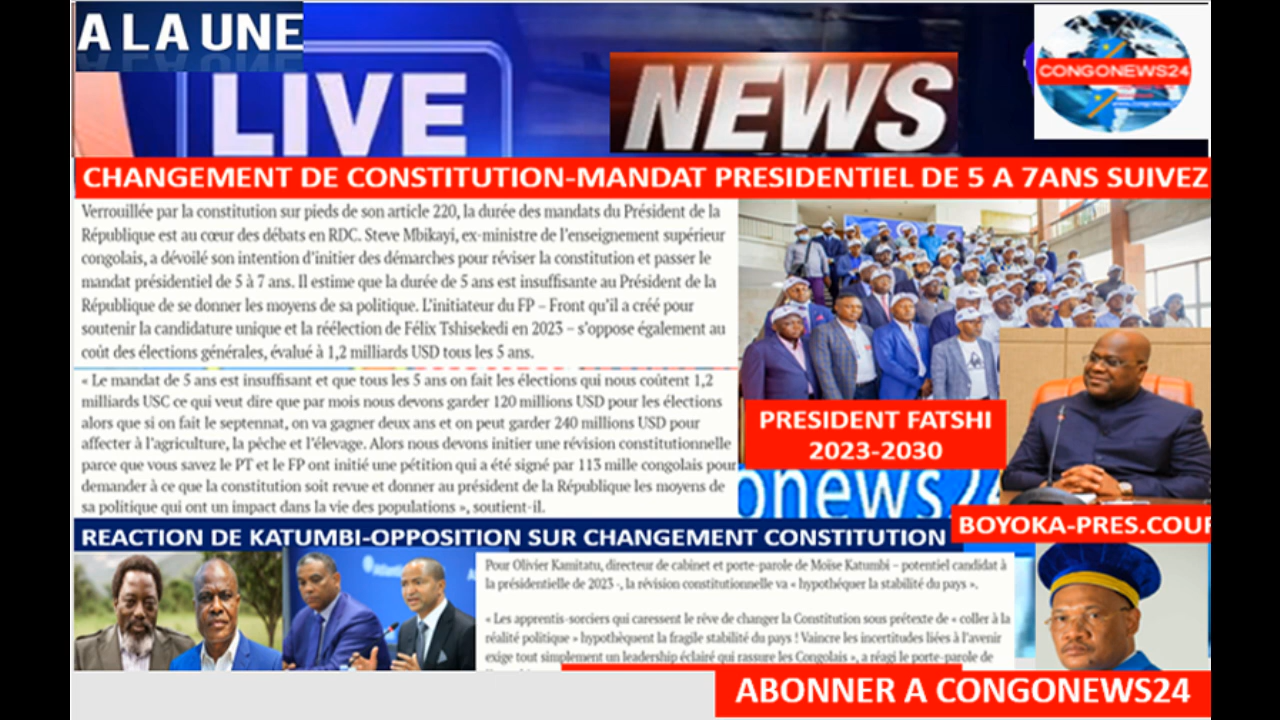 A LA UNE
LIVE
NEWS
CONGONEWS24
CHANGEMENT DE CONSTITUTION-MANDAT PRESIDENTIEL DE 5 A 7ANS SUIVEZ
Verrouillée par la constitution sur pieds de son article 220, la durée des mandats du Président de la
République est au cœur des débats en RDC. Steve Mbikayi, ex-ministre de l'enseignement supérieur
congolais, a dévoilé son intention d'initier des démarches pour réviser la constitution et passer le
mandat présidentiel de 5 à 7 ans. Il estime que la durée de 5 ans est insuffisante au Président de la
République de se donner les moyens de sa politique. L'initiateur du FP – Front qu'il a créé pour
soutenir la candidature unique et la réélection de Félix Tshisekedi en 2023 – s'oppose également au
coût des élections générales, évalué à 1,2 milliards USD tous les 5 ans.
« Le mandat de 5 ans est insuffisant et que tous les 5 ans on fait les élections qui nous coûtent 1,2
milliards USC ce qui veut dire que par mois nous devons garder 120 millions USD pour les élections
alors que si on fait le septennat, on va gagner deux ans et on peut garder 240 millions USD pour
affecter à l'agriculture, la pêche et l'élevage. Alors nous devons initier une révision constitutionnelle
parce que vous savez le PT et le FP ont initié une pétition qui a été signé par 113 mille congolais pour
demander à ce que la constitution soit revue et donner au président de la République les moyens de
sa politique qui ont un impact dans la vie des populations », soutient-il.
PRESIDENT FATSHI
2023-2030
onews24
BOYOKA-PRES.COUR
REACTION DE KATUMBI-OPPOSITION SUR CHANGEMENT CONSTITUTION
Pour Olivier Kamitatu, directeur de cabinet et porte-parole de Moïse Katumbi – potentiel candidat à
la présidentielle de 2023 -, la révision constitutionnelle va « hypothéquer la stabilité du pays ».
« Les apprentis-sorciers qui caressent le rêve de changer la Constitution sous prétexte de « coller à la
réalité politique » hypothèquent la fragile stabilité du pays ! Vaincre les incertitudes liées à l'avenir
exige tout simplement un leadership éclairé qui rassure les Congolais », a réagi le porte-parole de
ABONNER A CONGONEWS24